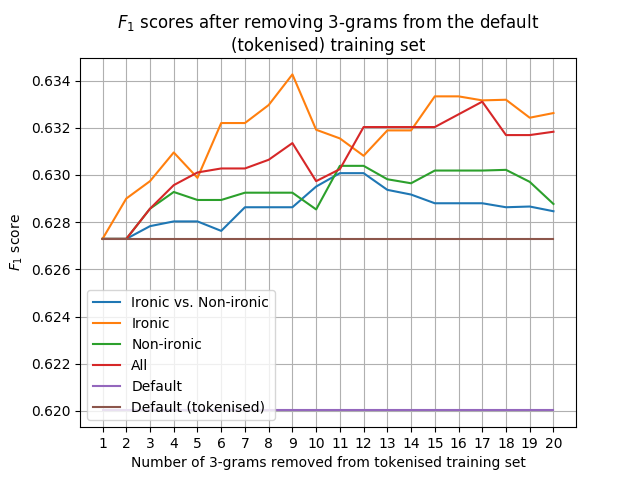 F₁ scores after removing 3-grams from the default
(tokenised) training set
F₁ score
0.634
0.632
0.630
0.628
0.626
0.624
0.622
0.620
Ironic vs. Non-ironic
Ironic
Non-ironic
All
Default
Default (tokenised)
1 2 3 4 5 6 7 8 9 10 11 12 13 14 15 16 17 18 19 20
Number of 3-grams removed from tokenised training set